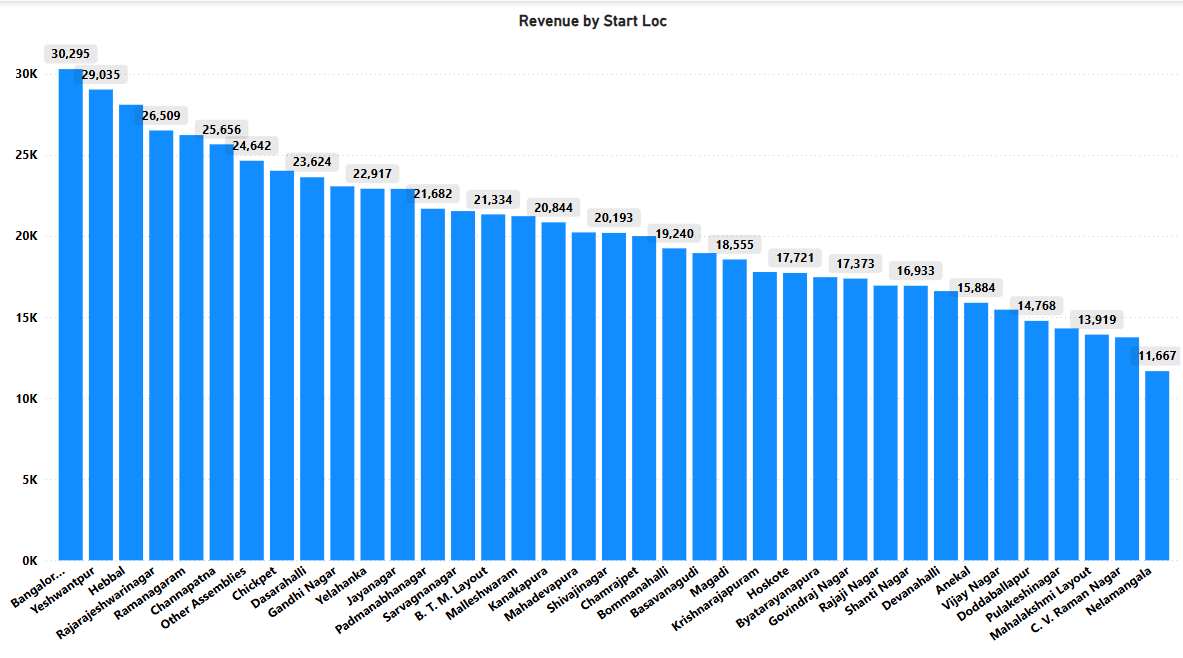 Revenue by Start Loc
30K
25K
20K
15K
10K
5K
0K
30,295
29,035
26,509
25,656
24,642
23,624
22,917
21,682
21,334
20,844
20,193
19,240
18,555
17,721
17,373
16,933
15,884
14,768
13,919
11,667
Bangalor...
Yeshwantpur
Hebbal
Rajarajeshwarinagar
Ramanagaram
Channapatna
Other Assemblies
Chickpet
Dasarahalli
Gandhi Nagar
Yelahanka
Jayanagar
Padmanabhanagar
Sarvagnanagar
B. T. M. Layout
Malleshwaram
Kanakapura
Mahadevapura
Shivajinagar
Chamrajpet
Bommanahalli
Basavanagudi
Magadi
Krishnarajapuram
Hoskote
Byatarayanapura
Govindraj Nagar
Rajaji Nagar
Shanti Nagar
Devanahalli
Anekal
Vijay Nagar
Doddaballapur
Pulakeshinagar
Mahalakshmi Layout
C. V. Raman Nagar
Nelamangala